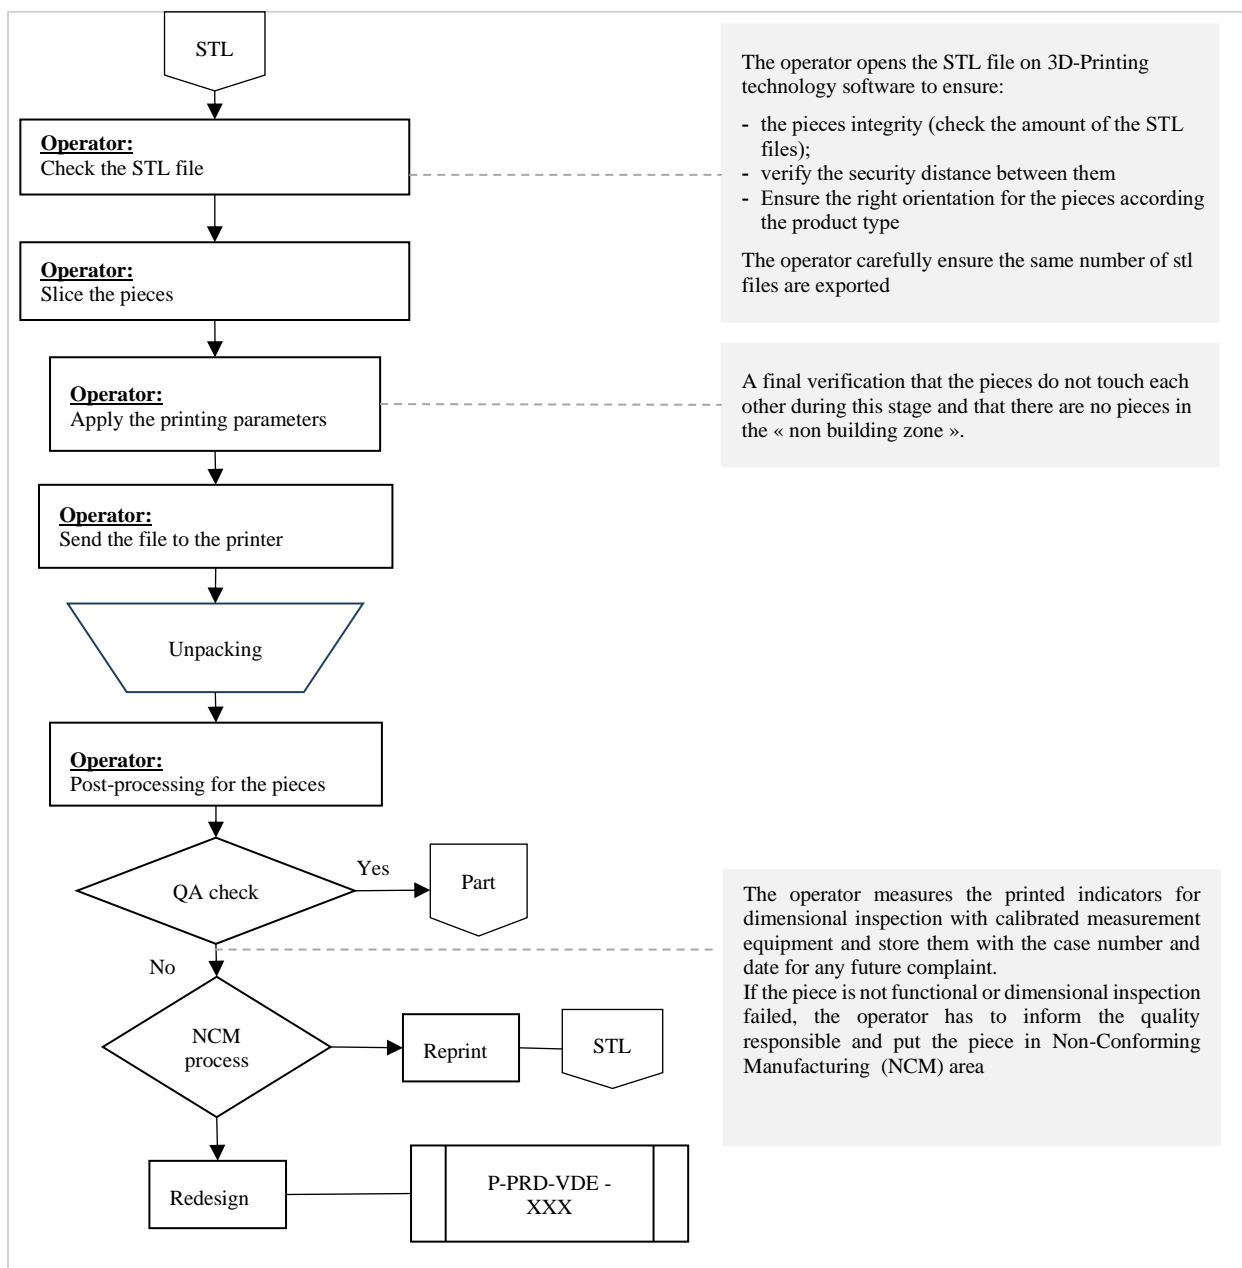 STL
Operator:
Check the STL file
The operator opens the STL file on 3D-Printing
technology software to ensure:
- the pieces integrity (check the amount of the STL
files);
- verify the security distance between them
- Ensure the right orientation for the pieces according
the product type
The operator carefully ensure the same number of stl
files are exported
Operator:
Slice the pieces
Operator:
Apply the printing parameters
A final verification that the pieces do not touch each
other during this stage and that there are no pieces in
the « non building zone ».
Operator:
Send the file to the printer
Unpacking
Operator:
Post-processing for the pieces
QA check
Yes
Part
No
The operator measures the printed indicators for
dimensional inspection with calibrated measurement
equipment and store them with the case number and
date for any future complaint.
If the piece is not functional or dimensional inspection
failed, the operator has to inform the quality
responsible and put the piece in Non-Conforming
Manufacturing (NCM) area
NCM
process
Reprint
STL
Redesign
P-PRD-VDE -
XXX